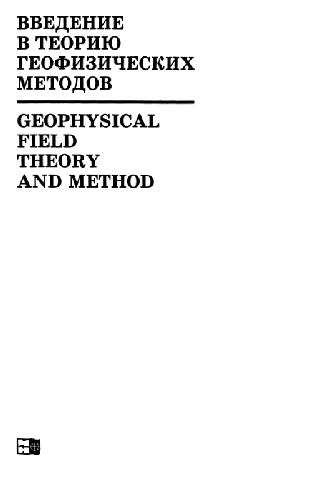 ВВЕДЕНИЕ
В ТЕОРИЮ
ГЕОФИЗИЧЕСКИХ
МЕТОДОВ
GEOPHYSICAL
FIELD
THEORY
AND METHOD